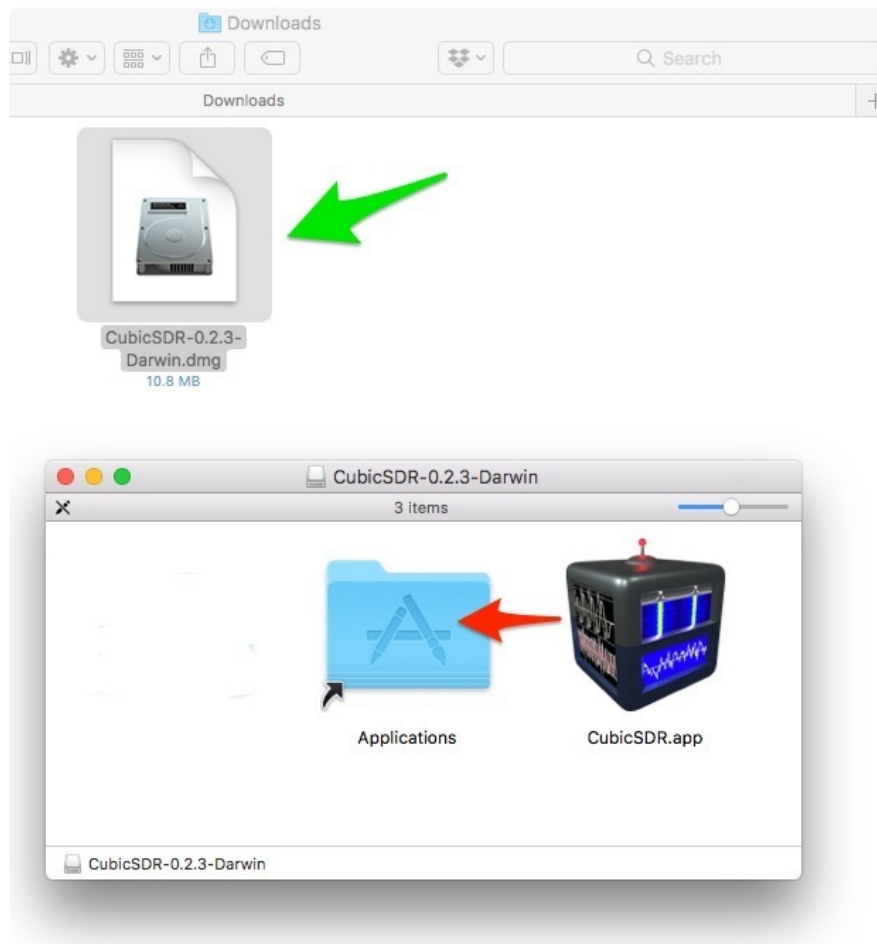 Downloads
Search
Downloads
CubicSDR-0.2.3-
Darwin.dmg
10.8 MB
CubicSDR-0.2.3-Darwin
3 items
Applications
CubicSDR.app
CubicSDR-0.2.3-Darwin